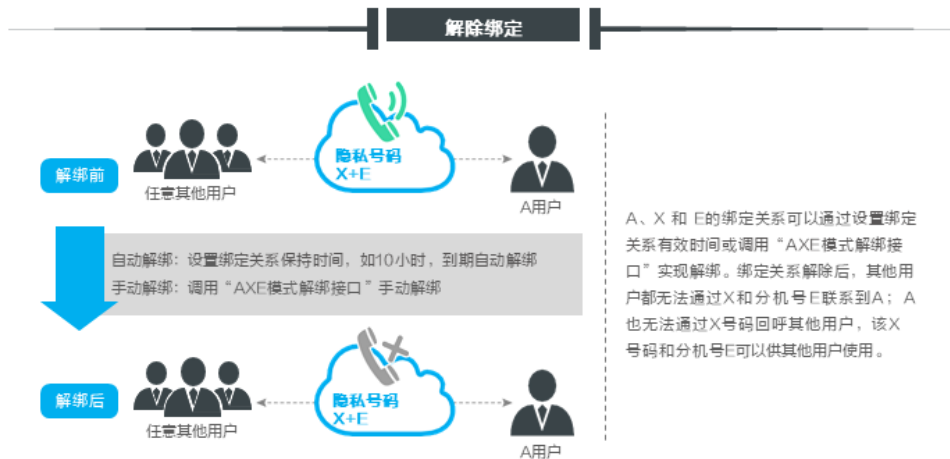 解除绑定
隐私号码
X+E
解绑前
任意其他用户
A用户
自动解绑：设置绑定关系保持时间，如10小时，到期自动解绑
手动解绑：调用“AXE模式解绑接口”手动解绑
隐私号码
X+E
解绑后
任意其他用户
A用户
A、X 和 E的绑定关系可以通过设置绑定
关系有效时间或调用“AXE模式解绑接
口”实现解绑。绑定关系解除后，其他用
户都无法通过X和分机号E联系到A；A
也无法通过X号码回呼其他用户，该X
号码和分机号E可以供其他用户使用。